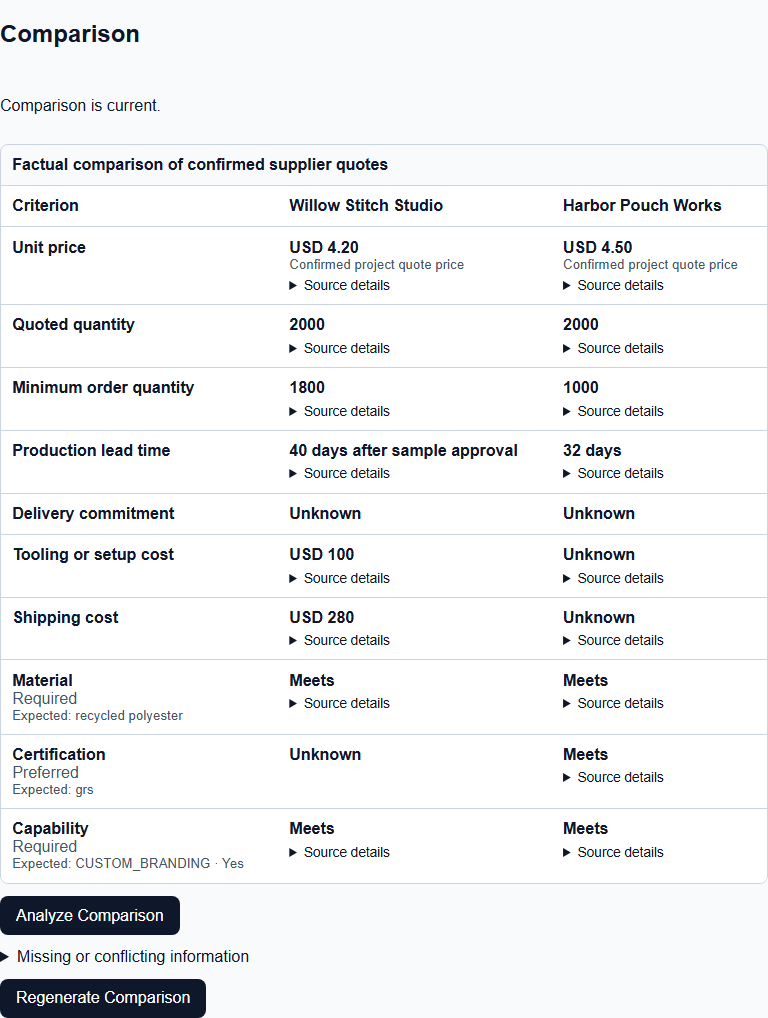 Comparison
Comparison is current.
Factual comparison of confirmed supplier quotes
Criterion Willow Stitch Studio Harbor Pouch Works
Unit price USD 4.20 USD 4.50
Confirmed project quote price Confirmed project quote price
Source details Source details
Quoted quantity 2000 2000
Source details Source details
Minimum order quantity 1800 1000
Source details Source details
Production lead time 40 days after sample approval 32 days
Source details Source details
Delivery commitment Unknown Unknown
Tooling or setup cost USD 100 Unknown
Source details Source details
Shipping cost USD 280 Unknown
Source details Source details
Material Meets Meets
Required Source details Source details
Expected: recycled polyester
Certification Unknown Meets
Preferred Source details
Expected: grs
Capability Meets Meets
Required Source details Source details
Expected: CUSTOM_BRANDING · Yes
Analyze Comparison
Missing or conflicting information
Regenerate Comparison